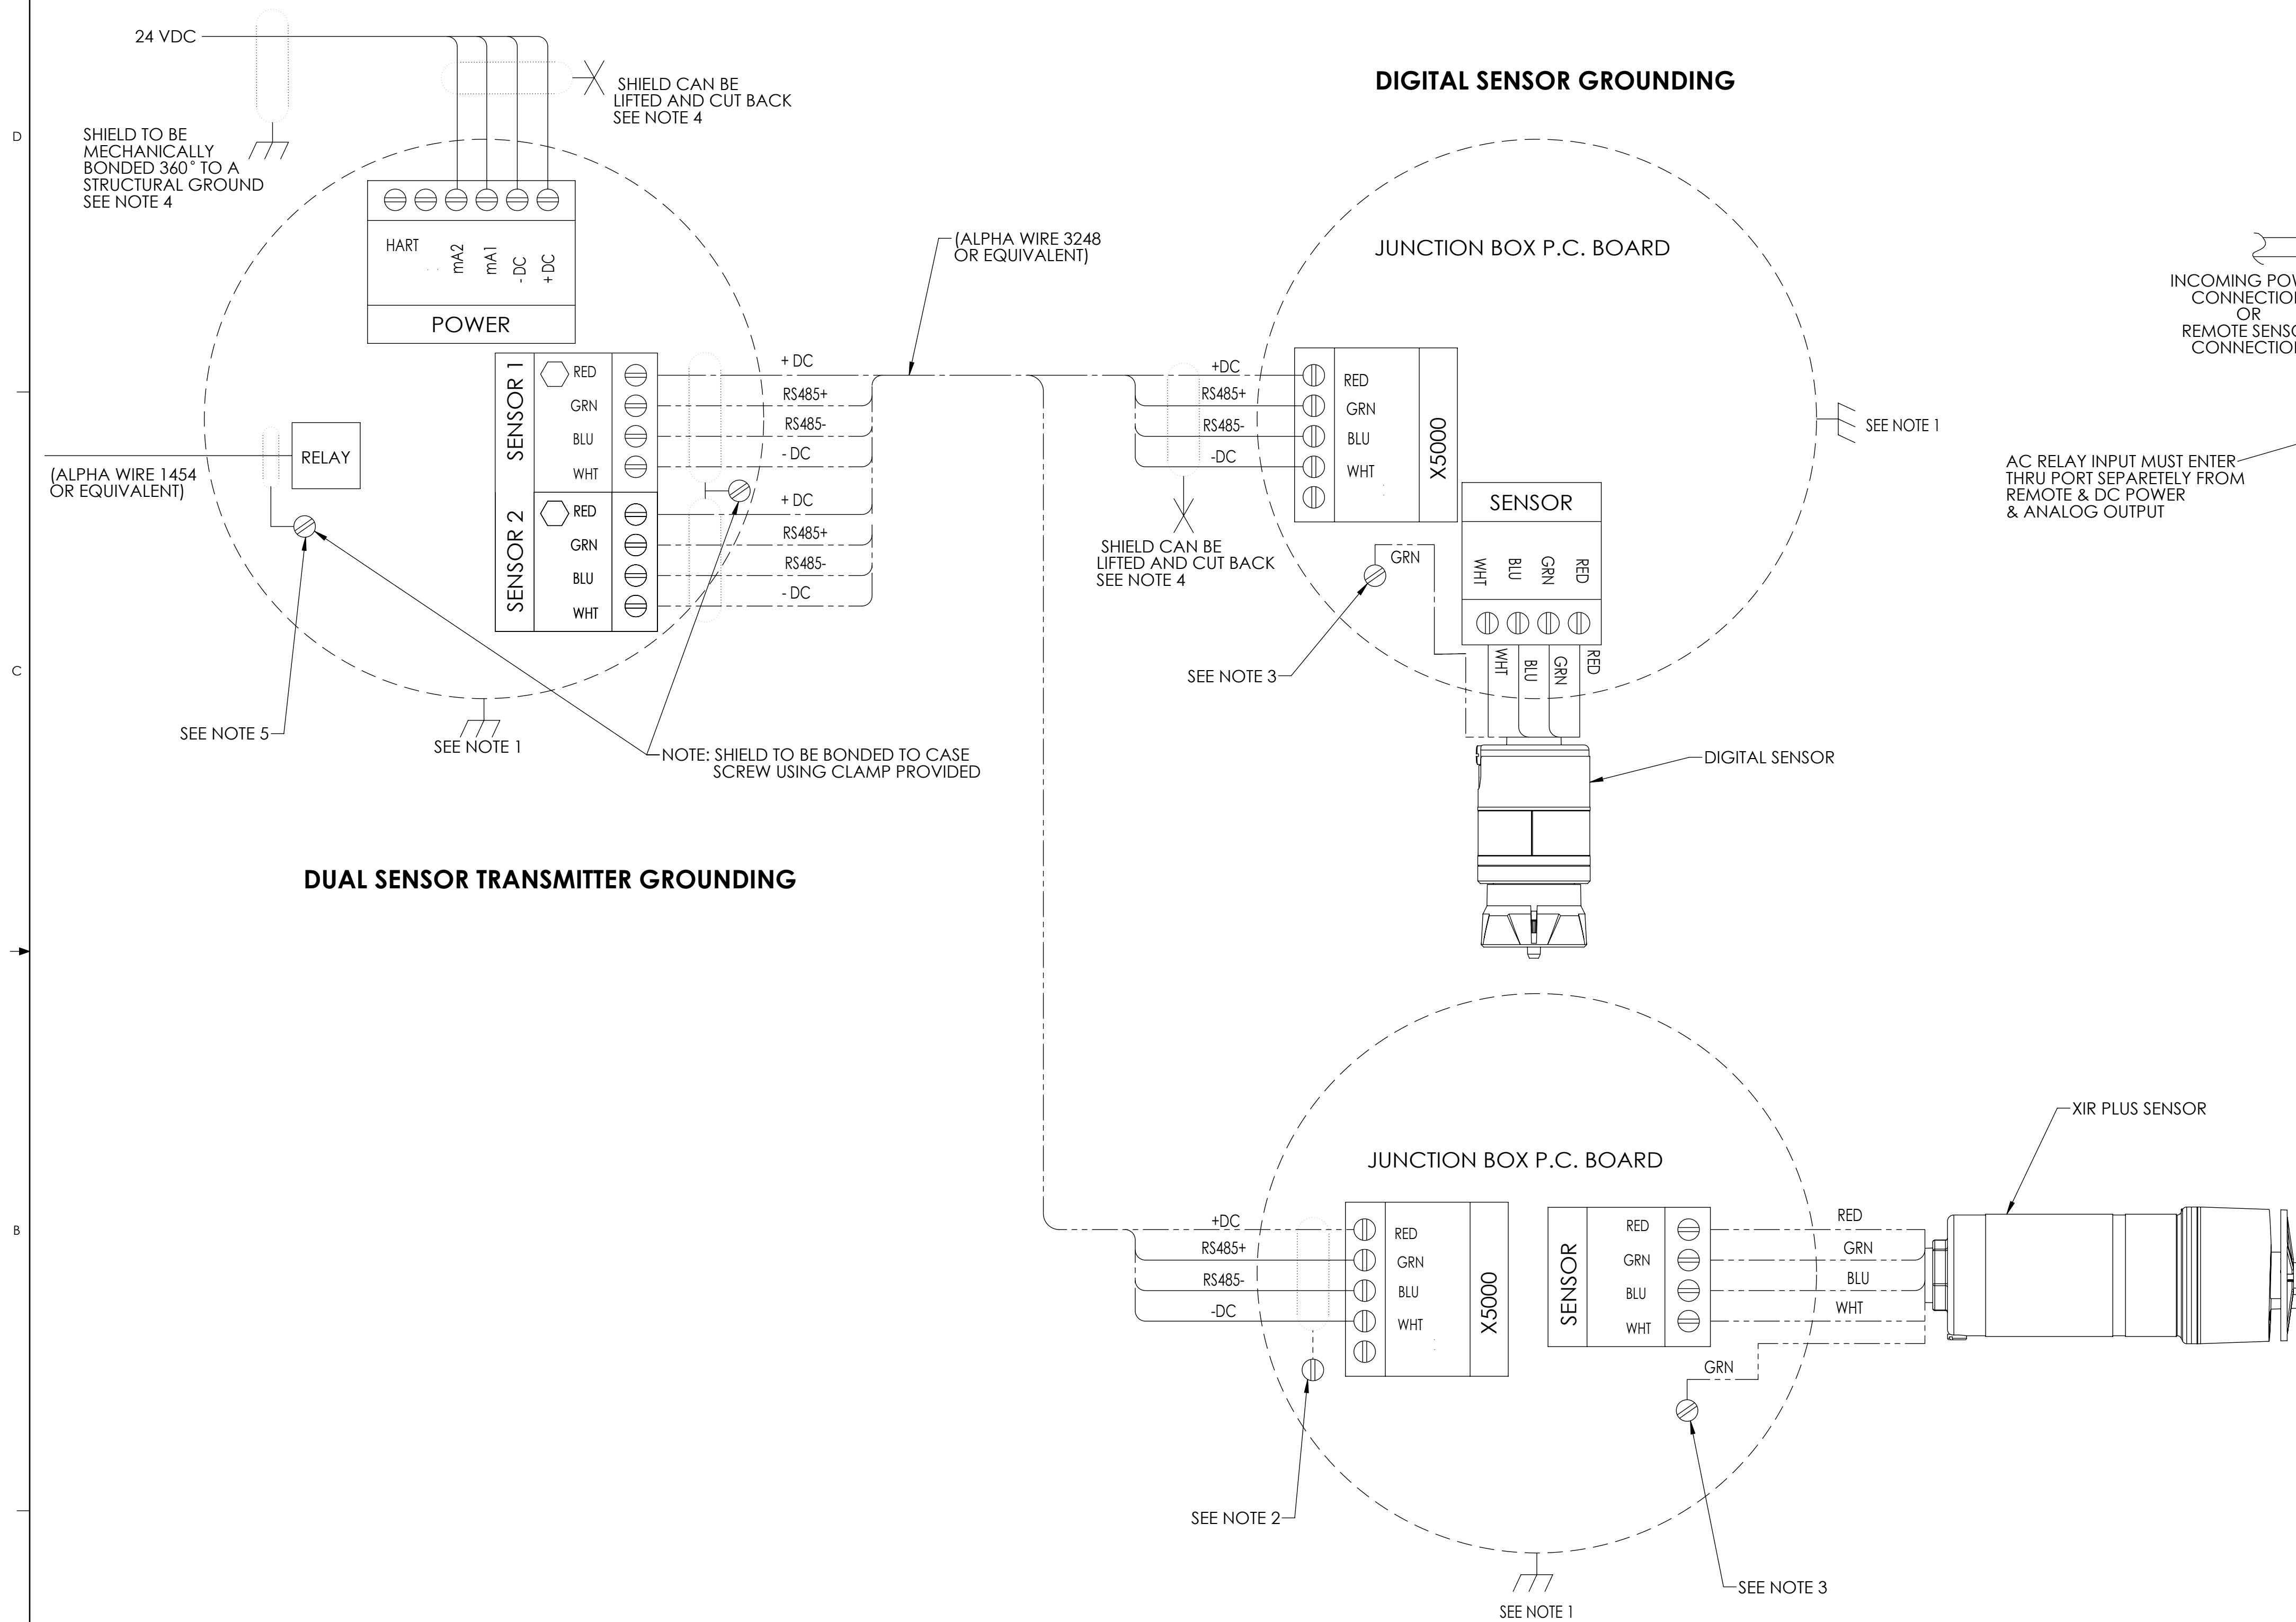 24 VDC
SHIELD CAN BE
LIFTED AND CUT BACK
SEE NOTE 4
SHIELD TO BE
MECHANICALLY
BONDED 360° TO A
STRUCTURAL GROUND
SEE NOTE 4
D
HART
mA2
mA1
- DC
+ DC
POWER
SENSOR 1
RED
GRN
BLU
WHT
SENSOR 2
RED
GRN
BLU
WHT
+ DC
RS485+
RS485-
- DC
+ DC
RS485+
RS485-
- DC
RELAY
(ALPHA WIRE 1454
OR EQUIVALENT)
(ALPHA WIRE 3248
OR EQUIVALENT)
C
SEE NOTE 5
SEE NOTE 1
NOTE: SHIELD TO BE BONDED TO CASE
SCREW USING CLAMP PROVIDED
DUAL SENSOR TRANSMITTER GROUNDING
DIGITAL SENSOR GROUNDING
JUNCTION BOX P.C. BOARD
+DC
RS485+
RS485-
-DC
RED
GRN
BLU
WHT
X5000
SEE NOTE 1
SHIELD CAN BE
LIFTED AND CUT BACK
SEE NOTE 4
GRN
SENSOR
WHT
BLU
GRN
RED
WHT
BLU
GRN
RED
SEE NOTE 3
DIGITAL SENSOR
INCOMING POW
CONNECTION
OR
REMOTE SENSO
CONNECTION
AC RELAY INPUT MUST ENTER
THRU PORT SEPARETELY FROM
REMOTE & DC POWER
& ANALOG OUTPUT
B
JUNCTION BOX P.C. BOARD
+DC
RS485+
RS485-
-DC
RED
GRN
BLU
WHT
X5000
SENSOR
RED
GRN
BLU
WHT
RED
GRN
BLU
WHT
GRN
XIR PLUS SENSOR
SEE NOTE 2
SEE NOTE 3
SEE NOTE 1